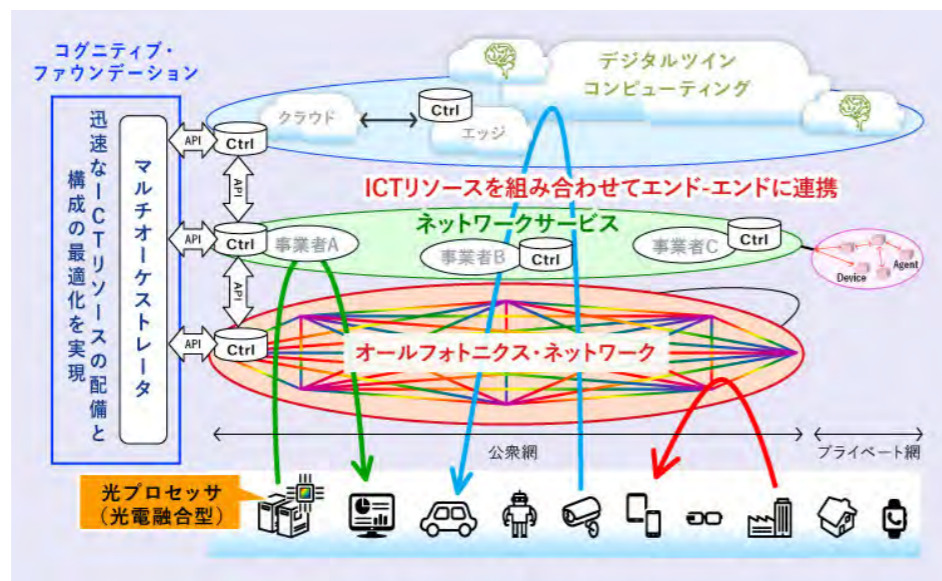 コグニティブ・
ファウンデーション
迅速なICTリソースの配備と
構成の最適化を実現
マルチオーケストレータ
API
API
API
Ctrl
API
Ctrl
API
Ctrl
クラウド
Ctrl
エッジ
デジタルツイン
コンピューティング
ICTリソースを組み合わせてエンド-エンドに連携
ネットワークサービス
事業者A
事業者B
Ctrl
事業者C
Ctrl
Device
Agent
オールフォトニクス・ネットワーク
公衆網
プライベート網
光プロセッサ
(光電融合型)